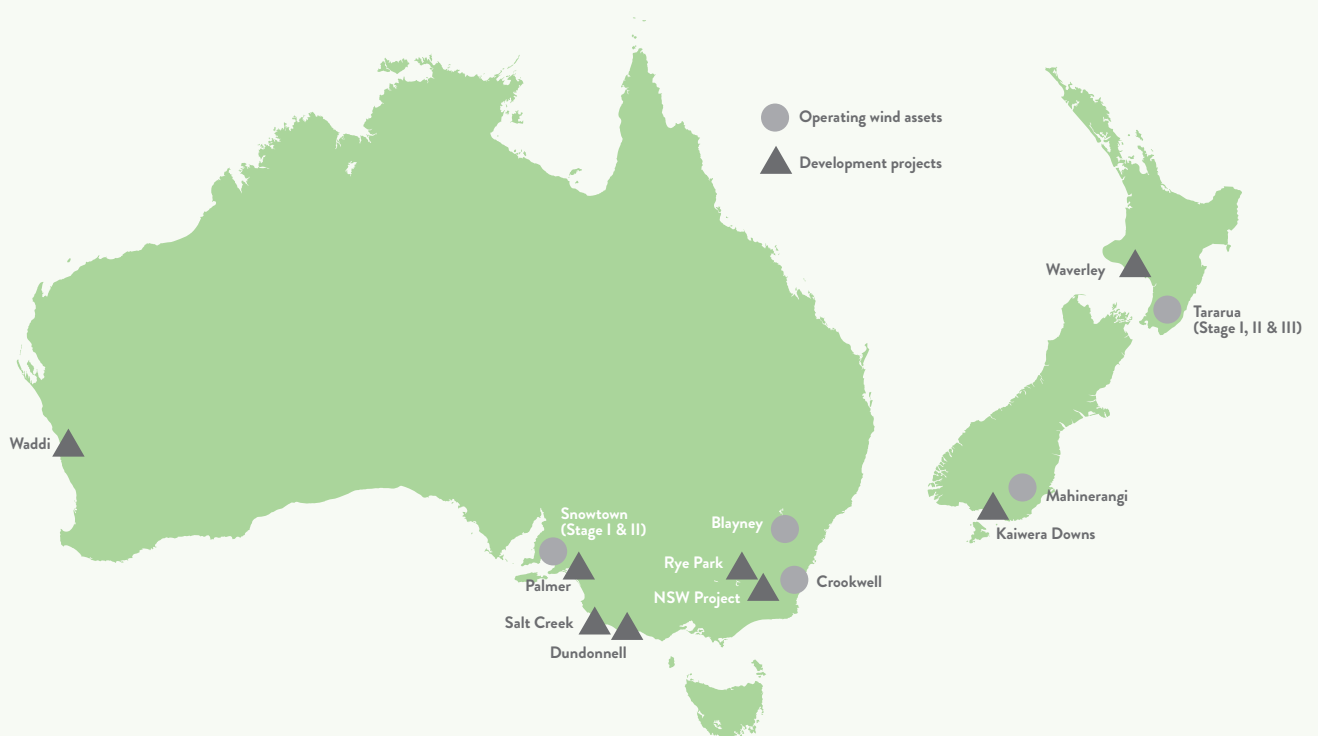 Operating wind assets
Development projects
Waverley
Tararua
(Stage I, II & III)
Waddi
Mahinerangi
Kaiwera Downs
Snowtown
(Stage I & II)
Blayney
Rye Park
Palmer
Crookwell
NSW Project
Salt Creek
Dundonnell